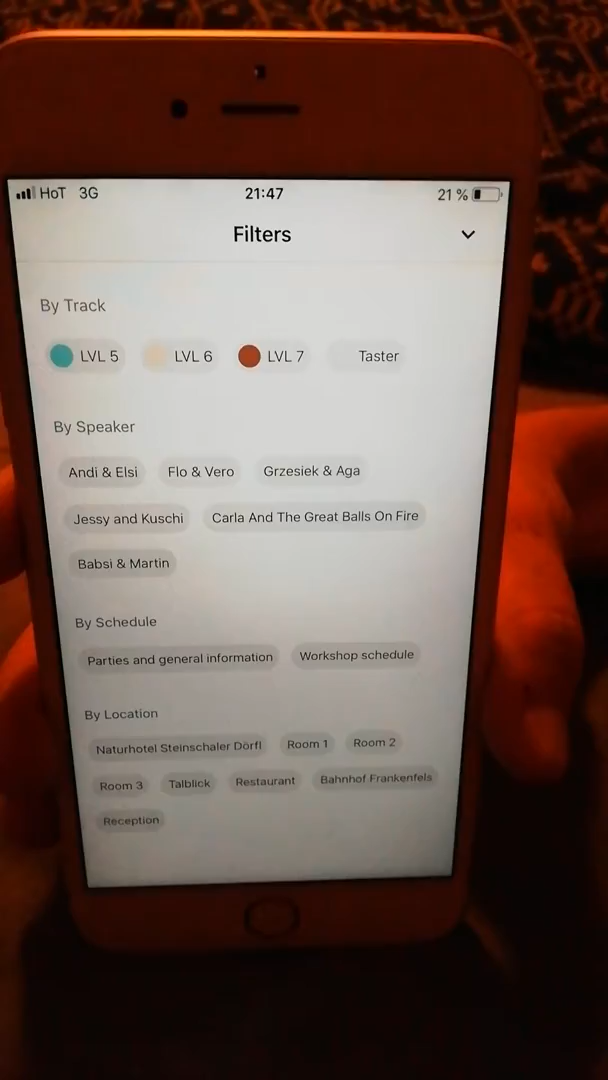 HoT 3G 21:47 21 %
Filters
By Track
LVL 5 LVL 6 LVL 7 Taster
By Speaker
Andi & Elsi Flo & Vero Grzesiek & Aga
Jessy and Kuschi Carla And The Great Balls On Fire
Babsi & Martin
By Schedule
Parties and general information Workshop schedule
By Location
Naturhotel Steinschaler Dörfl Room 1 Room 2
Room 3 Talblick Restaurant Bahnhof Frankenfels
Reception